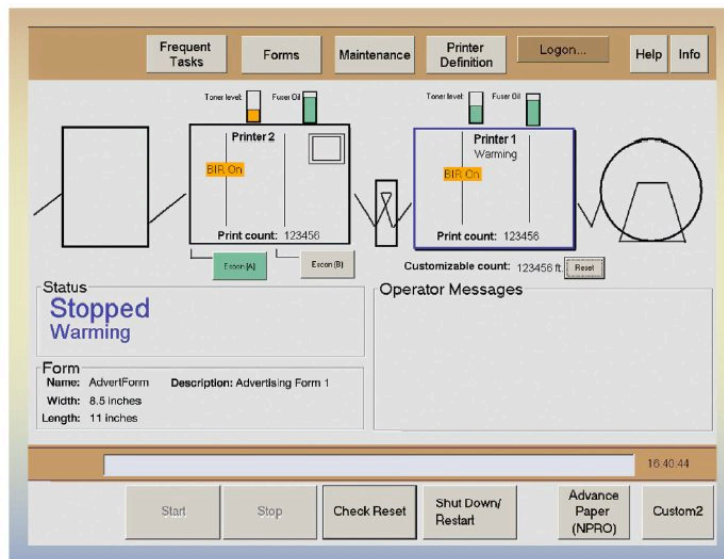 Frequent
Tasks
Forms
Maintenance
Printer
Definition
Logon...
Help
Info
Toner level:
Fuser Oil
Toner level:
Fuser Oil
Printer 2
BIR On
Print count: 123456
Printer 1
Warming
BIR On
Print count: 123456
Escon (A)
Escon (B)
Customizable count: 123456 ft.
Reset
Status
Stopped
Warming
Operator Messages
Form
Name: AdvertForm Description: Advertising Form 1
Width: 8.5 inches
Length: 11 inches
16:40:44
Start
Stop
Check Reset
Shut Down/
Restart
Advance
Paper
(NPRO)
Custom2